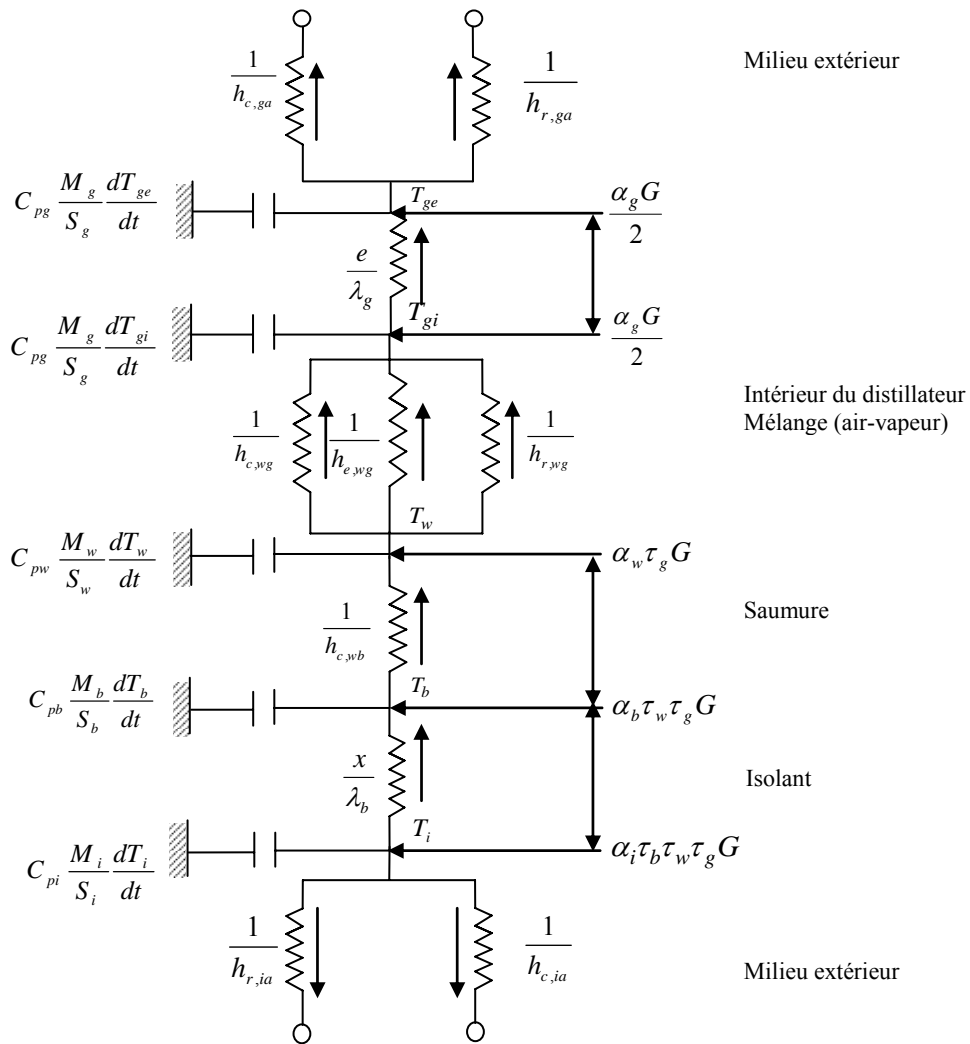 1/h_{c,ga}
1/h_{r,ga}
Milieu extérieur
C_{pg} M_g/S_g dT_{ge}/dt
T_{ge}
α_g G/2
e/λ_g
C_{pg} M_g/S_g dT_{gi}/dt
T_{gi}
α_g G/2
Intérieur du distillateur
Mélange (air-vapeur)
1/h_{c,wg}
1/h_{e,wg}
1/h_{r,wg}
T_w
C_{pw} M_w/S_w dT_w/dt
α_w τ_g G
1/h_{c,wb}
Saumure
C_{pb} M_b/S_b dT_b/dt
T_b
α_b τ_w τ_g G
x/λ_b
Isolant
C_{pi} M_i/S_i dT_i/dt
T_i
α_i τ_b τ_w τ_g G
1/h_{r,ia}
1/h_{c,ia}
Milieu extérieur